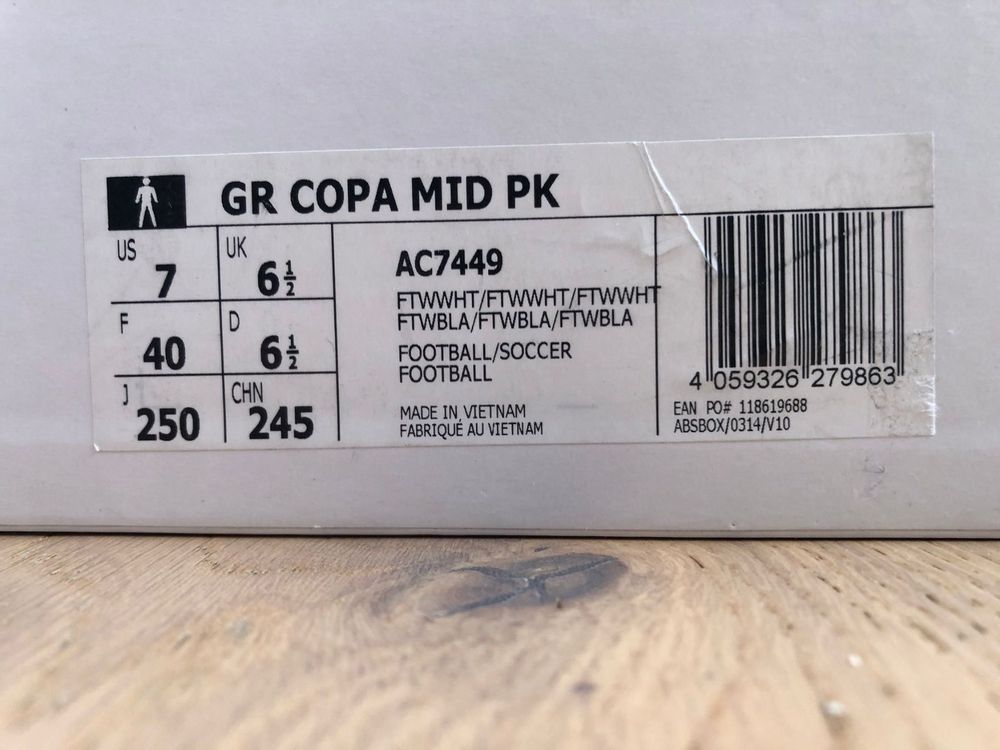 GR COPA MID PK
US 7 UK 6½
F 40 D 6½
J 250 CHN 245
AC7449
FTWWHT/FTWWHT/FTWWHT
FTWBLA/FTWBLA/FTWBLA
FOOTBALL/SOCCER
FOOTBALL
MADE IN VIETNAM
FABRIQUÉ AU VIETNAM
4 059326 279863
EAN PO# 118619688
ABSBOX/0314/V10